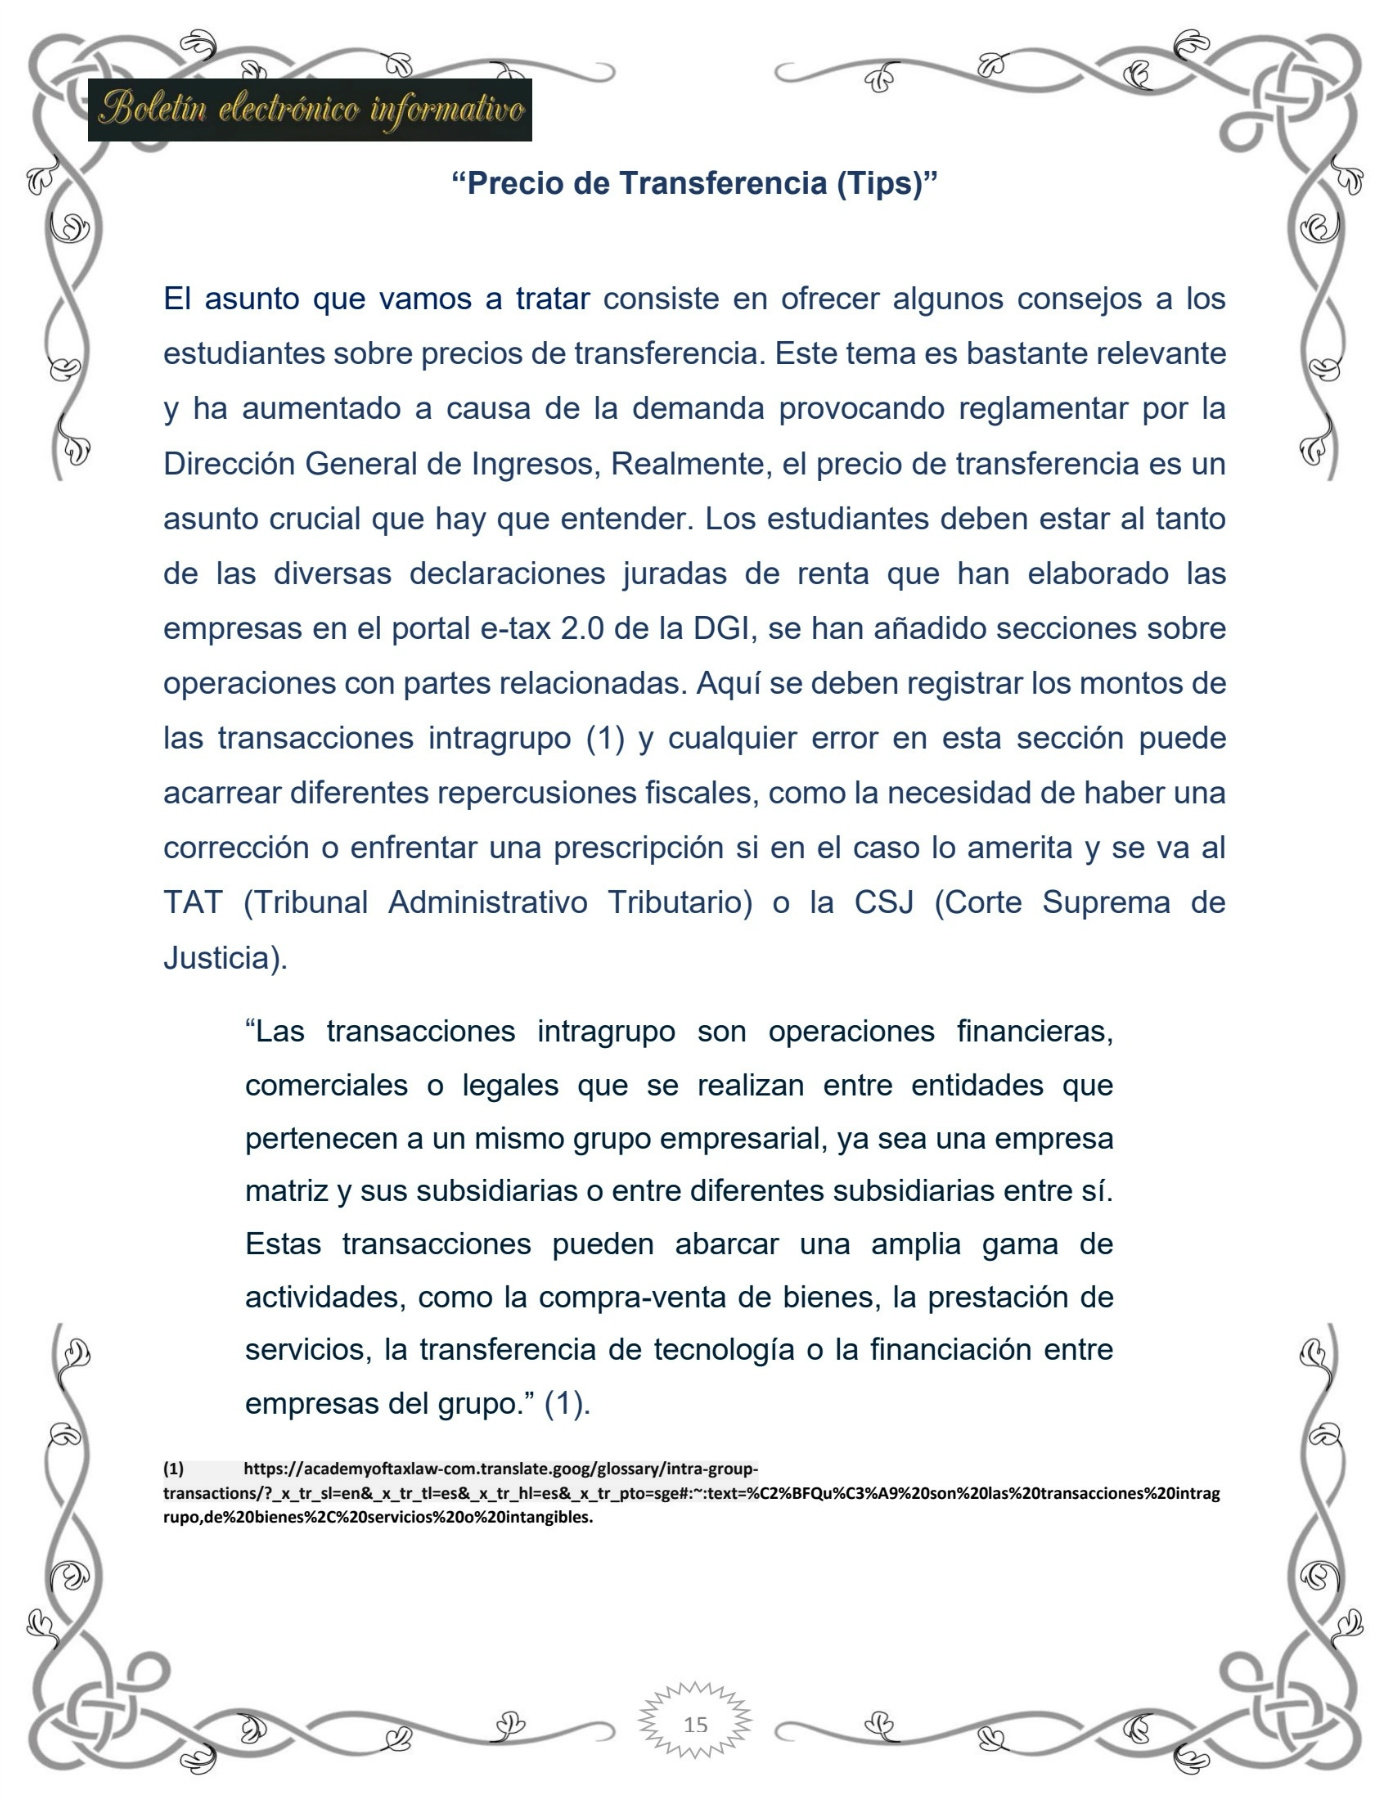 Boletín electrónico informativo
“Precio de Transferencia (Tips)”
El asunto que vamos a tratar consiste en ofrecer algunos consejos a los
estudiantes sobre precios de transferencia. Este tema es bastante relevante
y ha aumentado a causa de la demanda provocando reglamentar por la
Dirección General de Ingresos, Realmente, el precio de transferencia es un
asunto crucial que hay que entender. Los estudiantes deben estar al tanto
de las diversas declaraciones juradas de renta que han elaborado las
empresas en el portal e-tax 2.0 de la DGI, se han añadido secciones sobre
operaciones con partes relacionadas. Aquí se deben registrar los montos de
las transacciones intragrupo (1) y cualquier error en esta sección puede
acarrear diferentes repercusiones fiscales, como la necesidad de haber una
corrección o enfrentar una prescripción si en el caso lo amerita y se va al
TAT (Tribunal Administrativo Tributario) o la CSJ (Corte Suprema de
Justicia).
“Las transacciones intragrupo son operaciones financieras,
comerciales o legales que se realizan entre entidades que
pertenecen a un mismo grupo empresarial, ya sea una empresa
matriz y sus subsidiarias o entre diferentes subsidiarias entre sí.
Estas transacciones pueden abarcar una amplia gama de
actividades, como la compra-venta de bienes, la prestación de
servicios, la transferencia de tecnología o la financiación entre
empresas del grupo.” (1).
(1) https://academyoftaxlaw-com.translate.goog/glossary/intra-group-
transactions/?_x_tr_sl=en&_x_tr_tl=es&_x_tr_hl=es&_x_tr_pto=sge#:~:text=%C2%BFQu%C3%A9%20son%20las%20transacciones%20intrag
rupo,de%20bienes%2C%20servicios%20o%20intangibles.
15